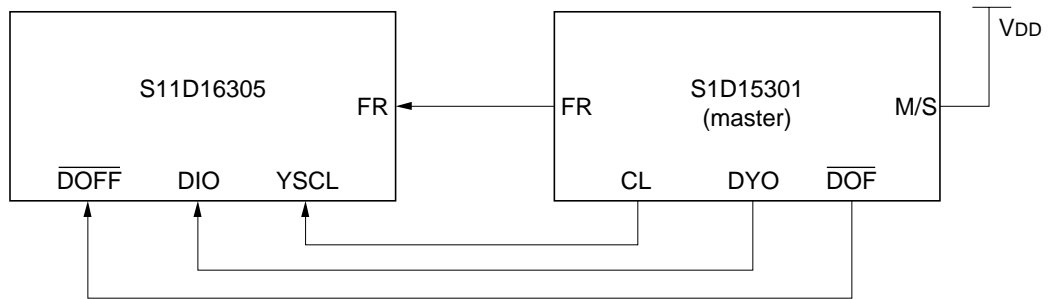 VDD
S11D16305
S1D15301
(master)
FR
FR
M/S
DOFF
DIO
YSCL
CL
DYO
DOF